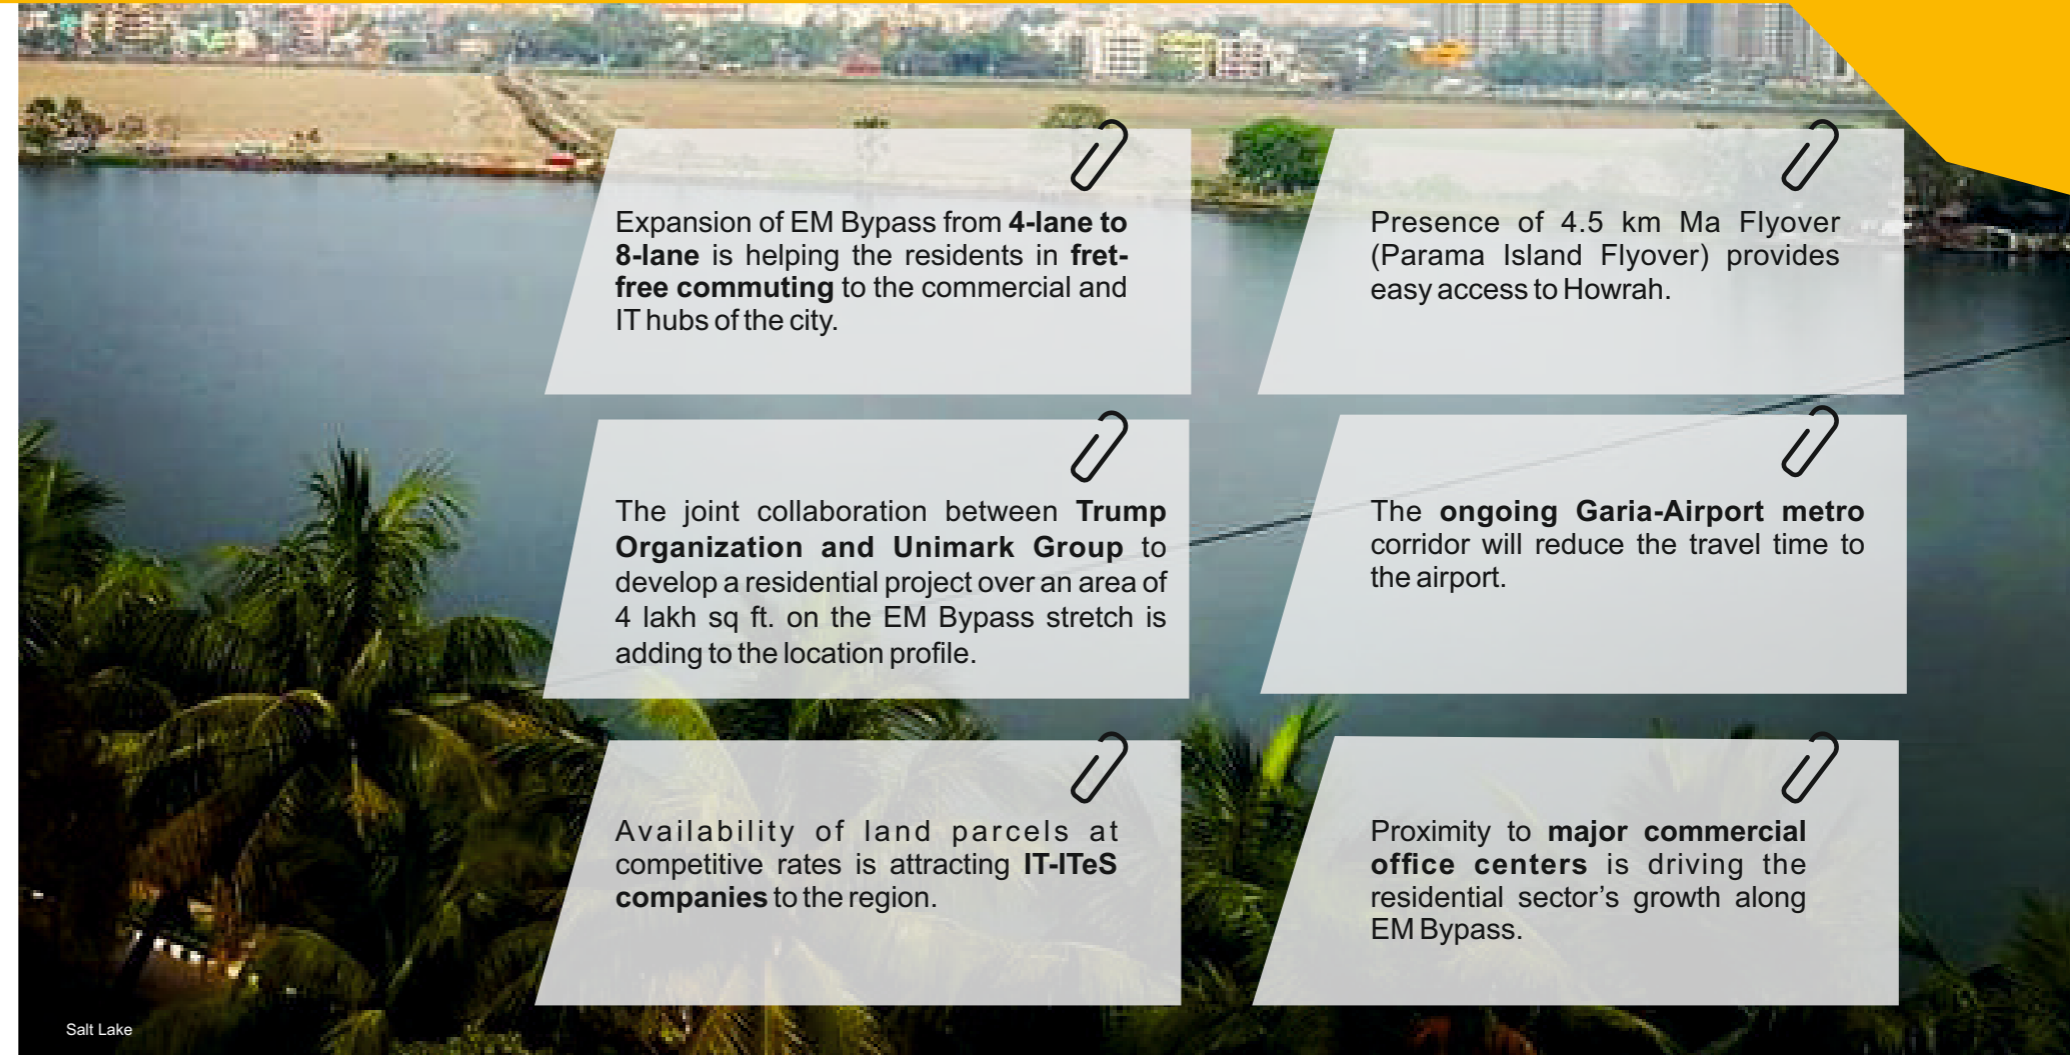 Expansion of EM Bypass from 4-lane to
8-lane is helping the residents in fret-
free commuting to the commercial and
IT hubs of the city.
Presence of 4.5 km Ma Flyover
(Parama Island Flyover) provides
easy access to Howrah.
The joint collaboration between Trump
Organization and Unimark Group to
develop a residential project over an area of
4 lakh sq ft. on the EM Bypass stretch is
adding to the location profile.
The ongoing Garia-Airport metro
corridor will reduce the travel time to
the airport.
Availability of land parcels at
competitive rates is attracting IT-ITeS
companies to the region.
Proximity to major commercial
office centers is driving the
residential sector’s growth along
EM Bypass.
Salt Lake